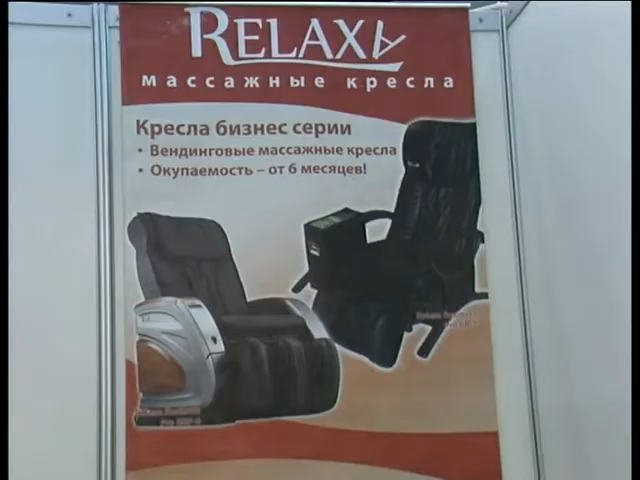 RELAXA
массажные кресла
Кресла бизнес серии
• Вендинговые массажные кресла
• Окупаемость – от 6 месяцев!